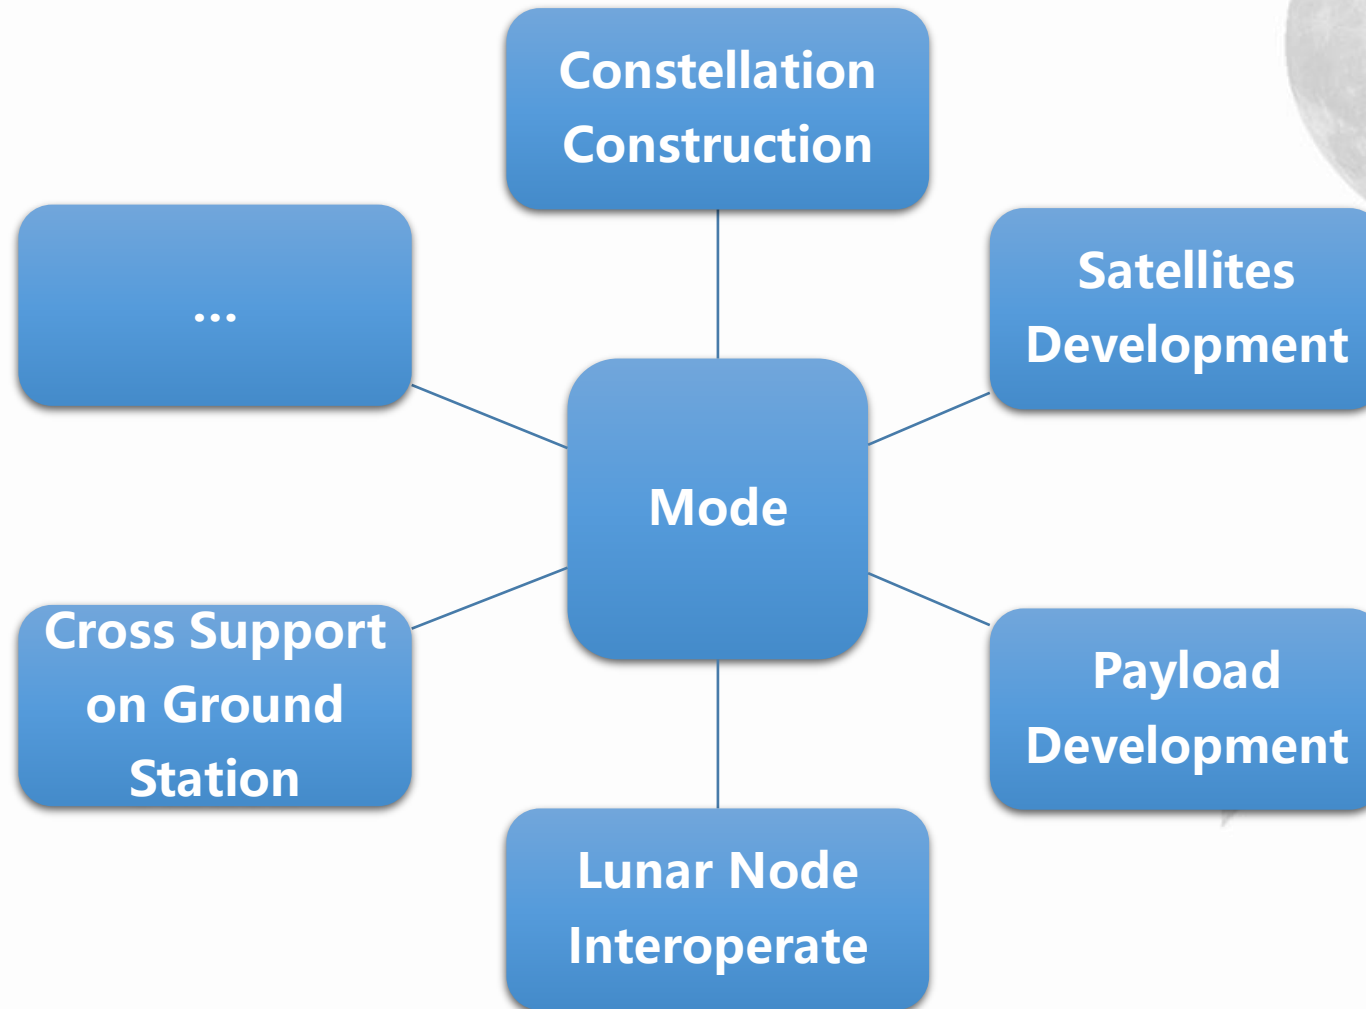 Constellation
Construction
Satellites
Development
...
Mode
Cross Support
on Ground
Station
Payload
Development
Lunar Node
Interoperate